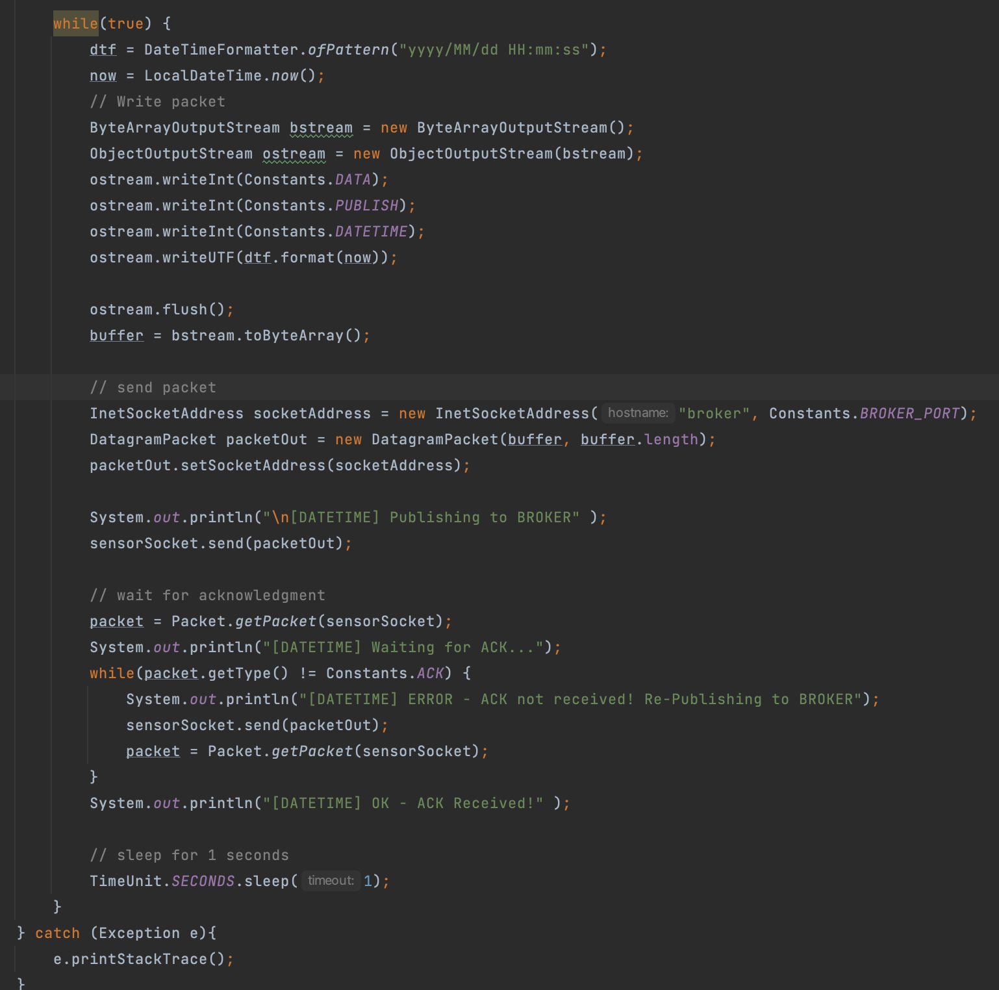 while(true) {
dtf = DateTimeFormatter.ofPattern("yyyy/MM/dd HH:mm:ss");
now = LocalDateTime.now();
// Write packet
ByteArrayOutputStream bstream = new ByteArrayOutputStream();
ObjectOutputStream ostream = new ObjectOutputStream(bstream);
ostream.writeInt(Constants.DATA);
ostream.writeInt(Constants.PUBLISH);
ostream.writeInt(Constants.DATETIME);
ostream.writeUTF(dtf.format(now));
ostream.flush();
buffer = bstream.toByteArray();
// send packet
InetSocketAddress socketAddress = new InetSocketAddress( hostname: "broker", Constants.BROKER_PORT);
DatagramPacket packetOut = new DatagramPacket(buffer, buffer.length);
packetOut.setSocketAddress(socketAddress);
System.out.println("\n[DATETIME] Publishing to BROKER" );
sensorSocket.send(packetOut);
// wait for acknowledgment
packet = Packet.getPacket(sensorSocket);
System.out.println("[DATETIME] Waiting for ACK...");
while(packet.getType() != Constants.ACK) {
System.out.println("[DATETIME] ERROR - ACK not received! Re-Publishing to BROKER");
sensorSocket.send(packetOut);
packet = Packet.getPacket(sensorSocket);
}
System.out.println("[DATETIME] OK - ACK Received!" );
// sleep for 1 seconds
TimeUnit.SECONDS.sleep( timeout: 1);
}
} catch (Exception e){
e.printStackTrace();
}